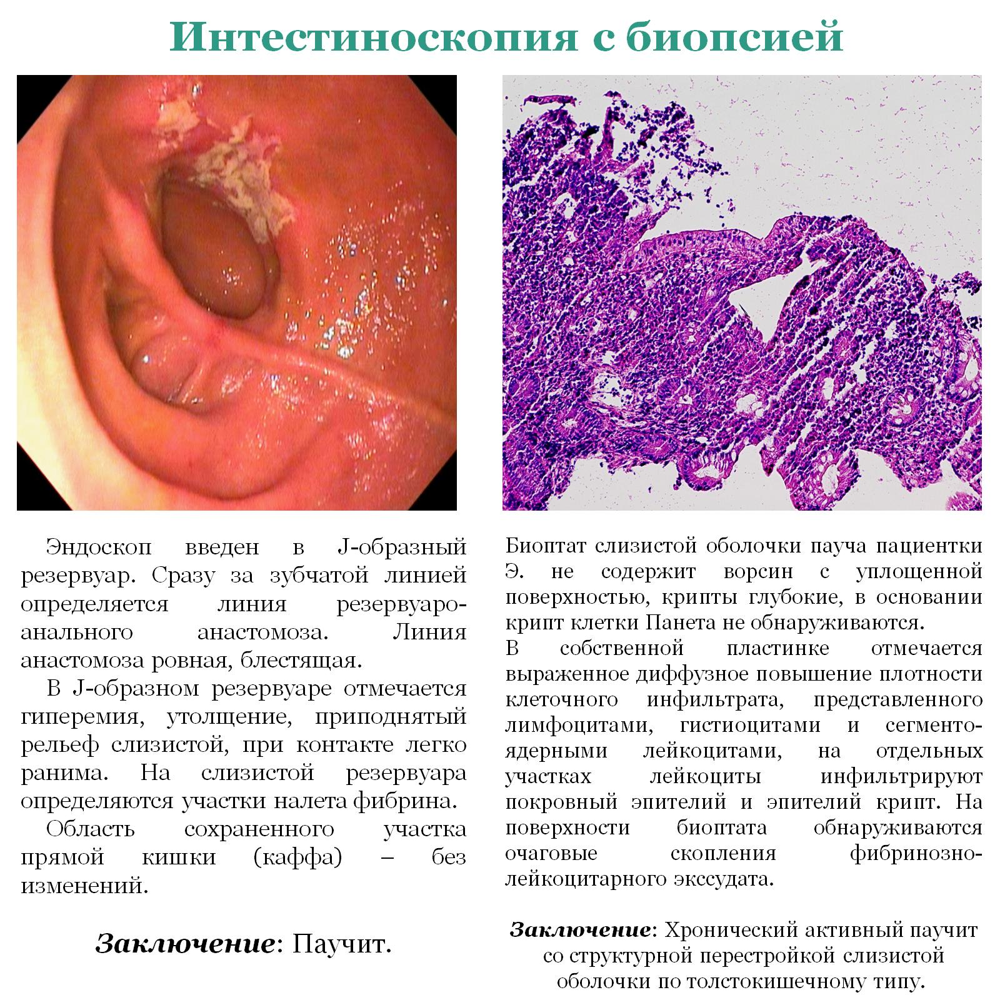 Интестиноскопия с биопсией
Эндоскоп введен в J-образный
резервуар. Сразу за зубчатой линией
определяется линия резервуаро-
анального анастомоза. Линия
анастомоза ровная, блестящая.
В J-образном резервуаре отмечается
гиперемия, утолщение, приподнятый
рельеф слизистой, при контакте легко
ранима. На слизистой резервуара
определяются участки налета фибрина.
Область сохраненного участка
прямой кишки (каффа) – без
изменений.
Заключение: Паучит.
Биоптат слизистой оболочки пауча пациентки
Э. не содержит ворсин с уплощенной
поверхностью, крипты глубокие, в основании
крипт клетки Панета не обнаруживаются.
В собственной пластинке отмечается
выраженное диффузное повышение плотности
клеточного инфильтрата, представленного
лимфоцитами, гистиоцитами и сегменто-
ядерными лейкоцитами, на отдельных
участках лейкоциты инфильтрируют
покровный эпителий и эпителий крипт. На
поверхности биоптата обнаруживаются
очаговые скопления фибринозно-
лейкоцитарного экссудата.
Заключение: Хронический активный паучит
со структурной перестройкой слизистой
оболочки по толстокишечному типу.